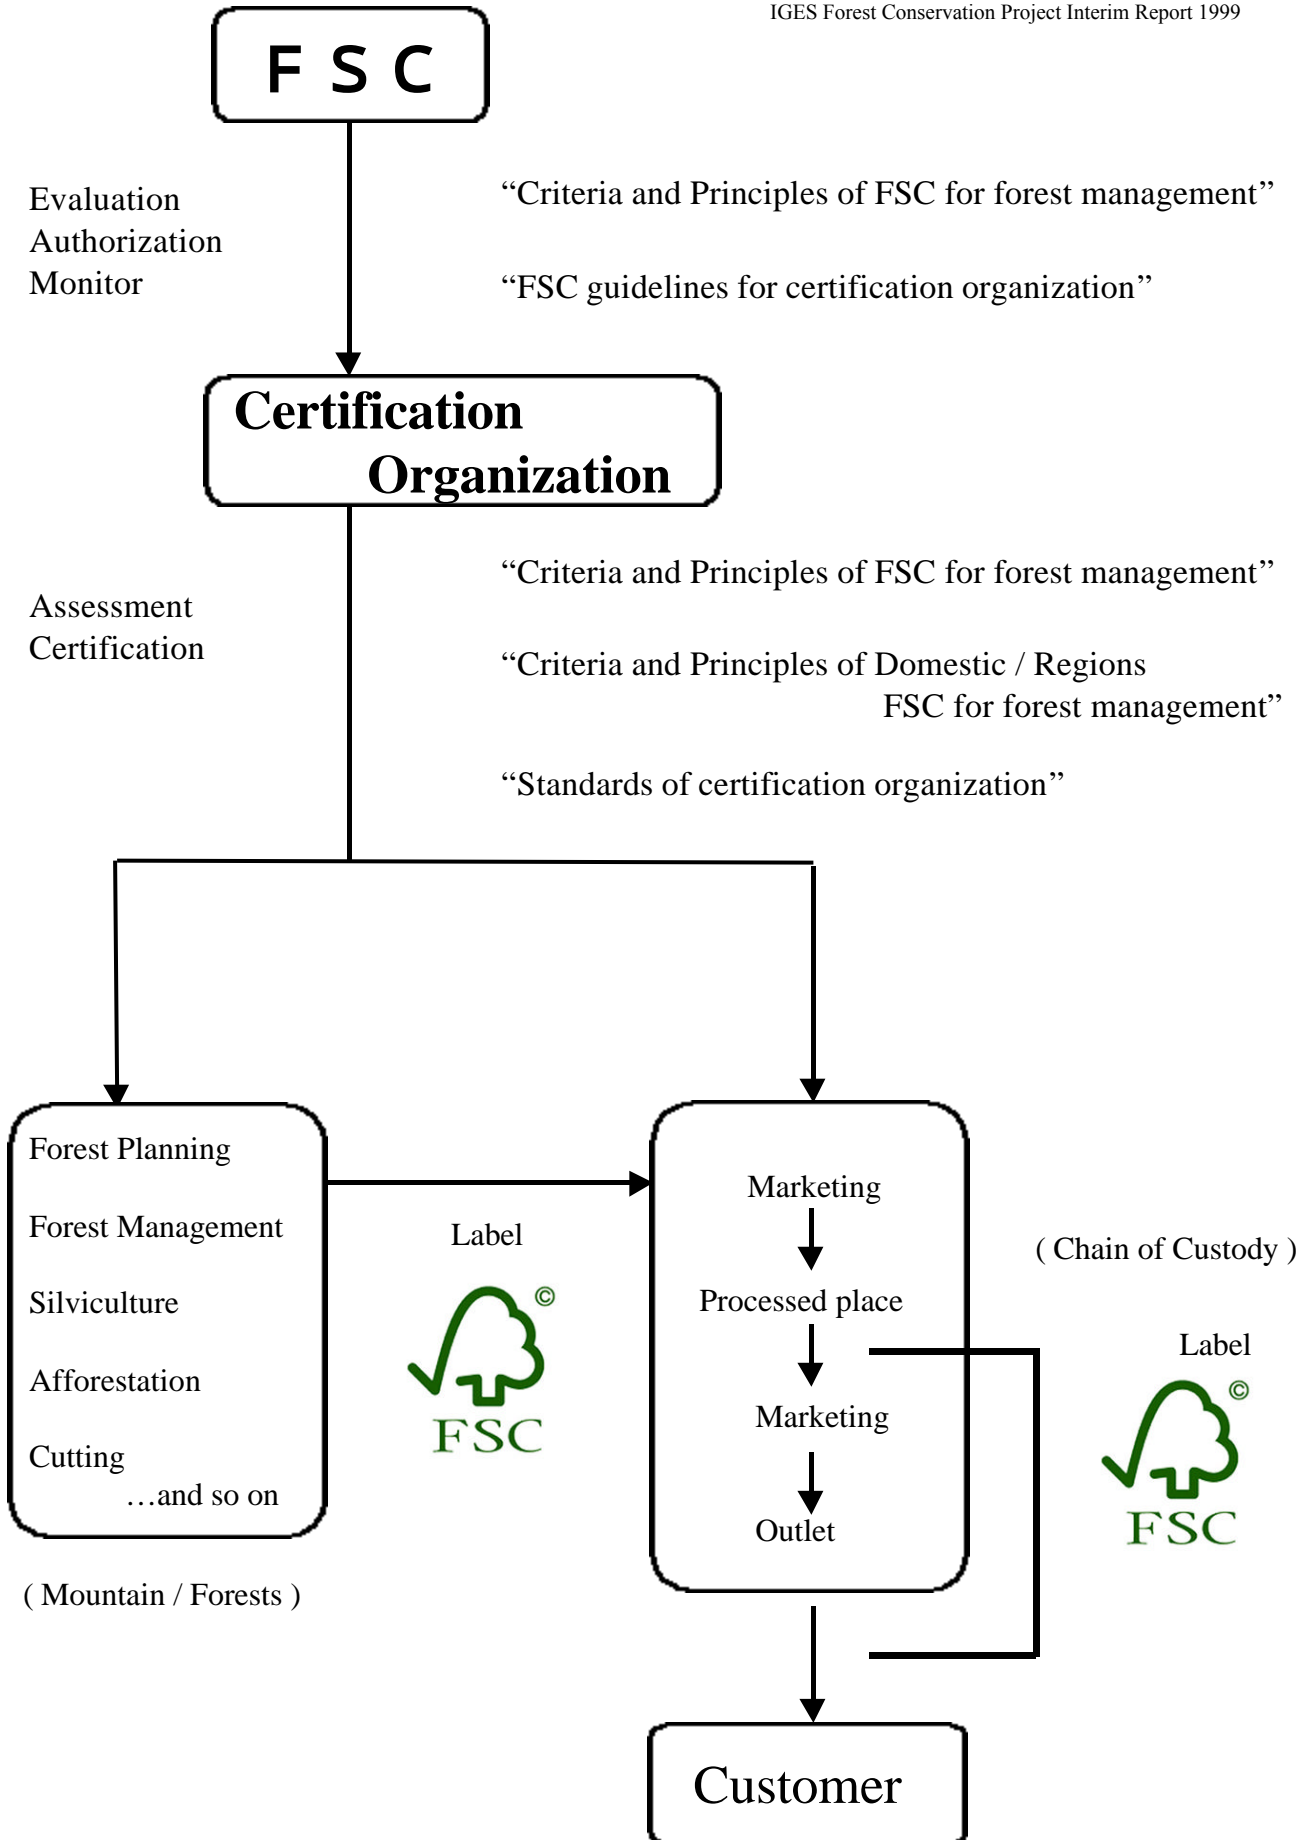 IGES Forest Conservation Project Interim Report 1999
F S C
Evaluation
Authorization
Monitor
“Criteria and Principles of FSC for forest management”
“FSC guidelines for certification organization”
Certification
Organization
Assessment
Certification
“Criteria and Principles of FSC for forest management”
“Criteria and Principles of Domestic / Regions
FSC for forest management”
“Standards of certification organization”
Forest Planning
Forest Management
Silviculture
Afforestation
Cutting
…and so on
( Mountain / Forests )
Label
©
FSC
Marketing
Processed place
Marketing
Outlet
( Chain of Custody )
Label
©
FSC
Customer